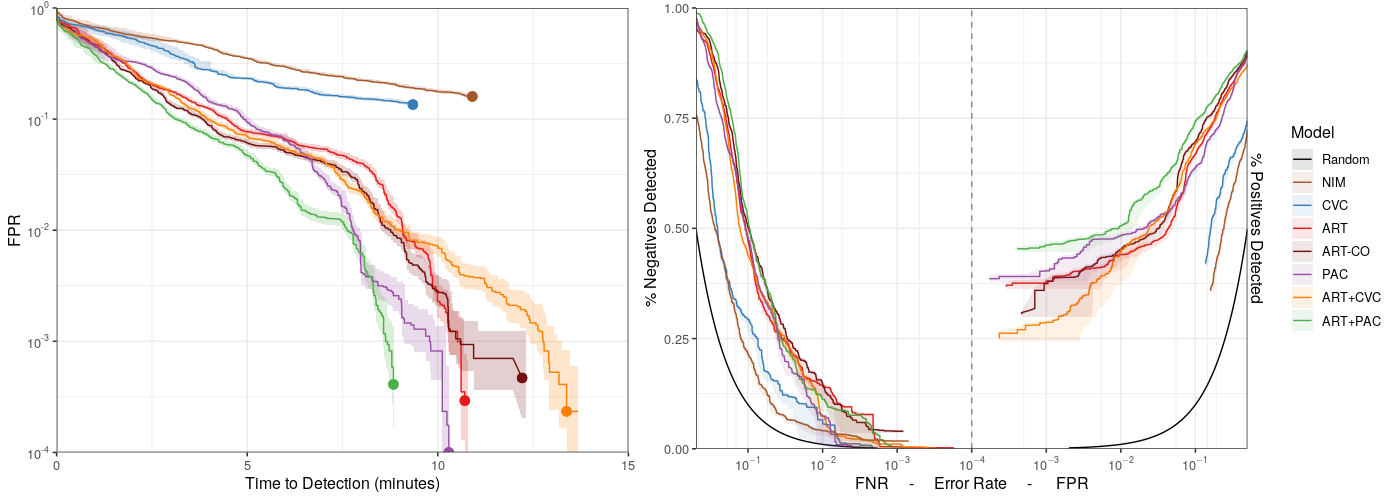 10⁰
10⁻¹
10⁻²
10⁻³
10⁻⁴
FPR
0
5
10
15
Time to Detection (minutes)
1.00
0.75
0.50
0.25
0.00
% Negatives Detected
10⁻¹
10⁻²
10⁻³
10⁻⁴
10⁻³
10⁻²
10⁻¹
FNR - Error Rate - FPR
% Positives Detected
Model
Random
NIM
CVC
ART
ART-CO
PAC
ART+CVC
ART+PAC